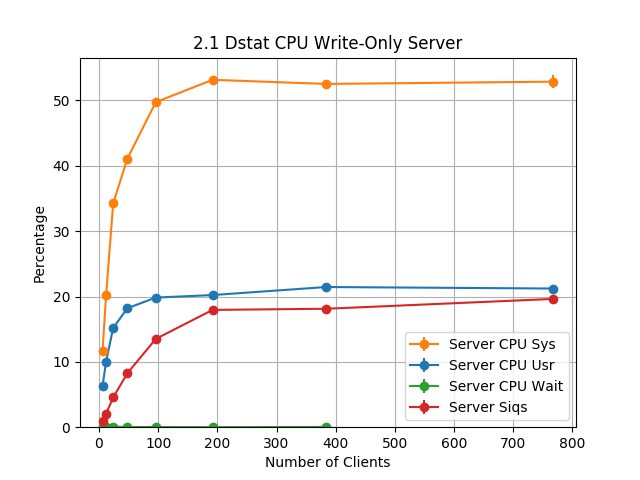 2.1 Dstat CPU Write-Only Server
Percentage
50
40
30
20
10
0
0 100 200 300 400 500 600 700 800
Number of Clients
Server CPU Sys
Server CPU Usr
Server CPU Wait
Server Siqs